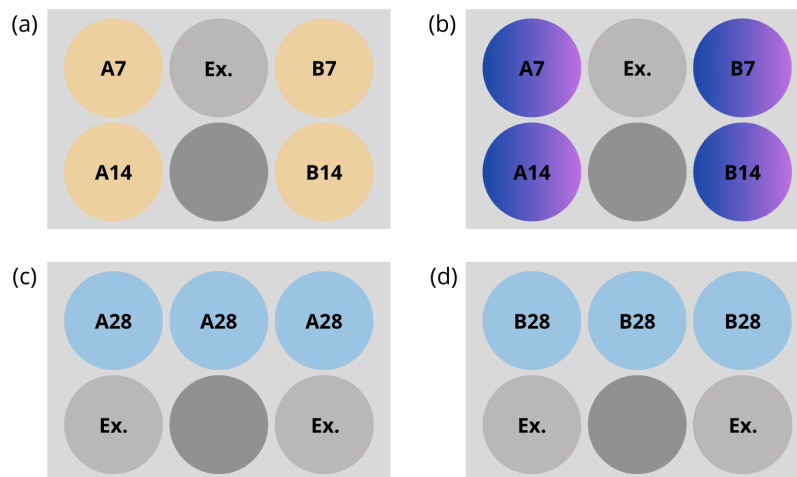 (a)
A7 Ex. B7
A14 B14
(b)
A7 Ex. B7
A14 B14
(c)
A28 A28 A28
Ex. Ex.
(d)
B28 B28 B28
Ex. Ex.